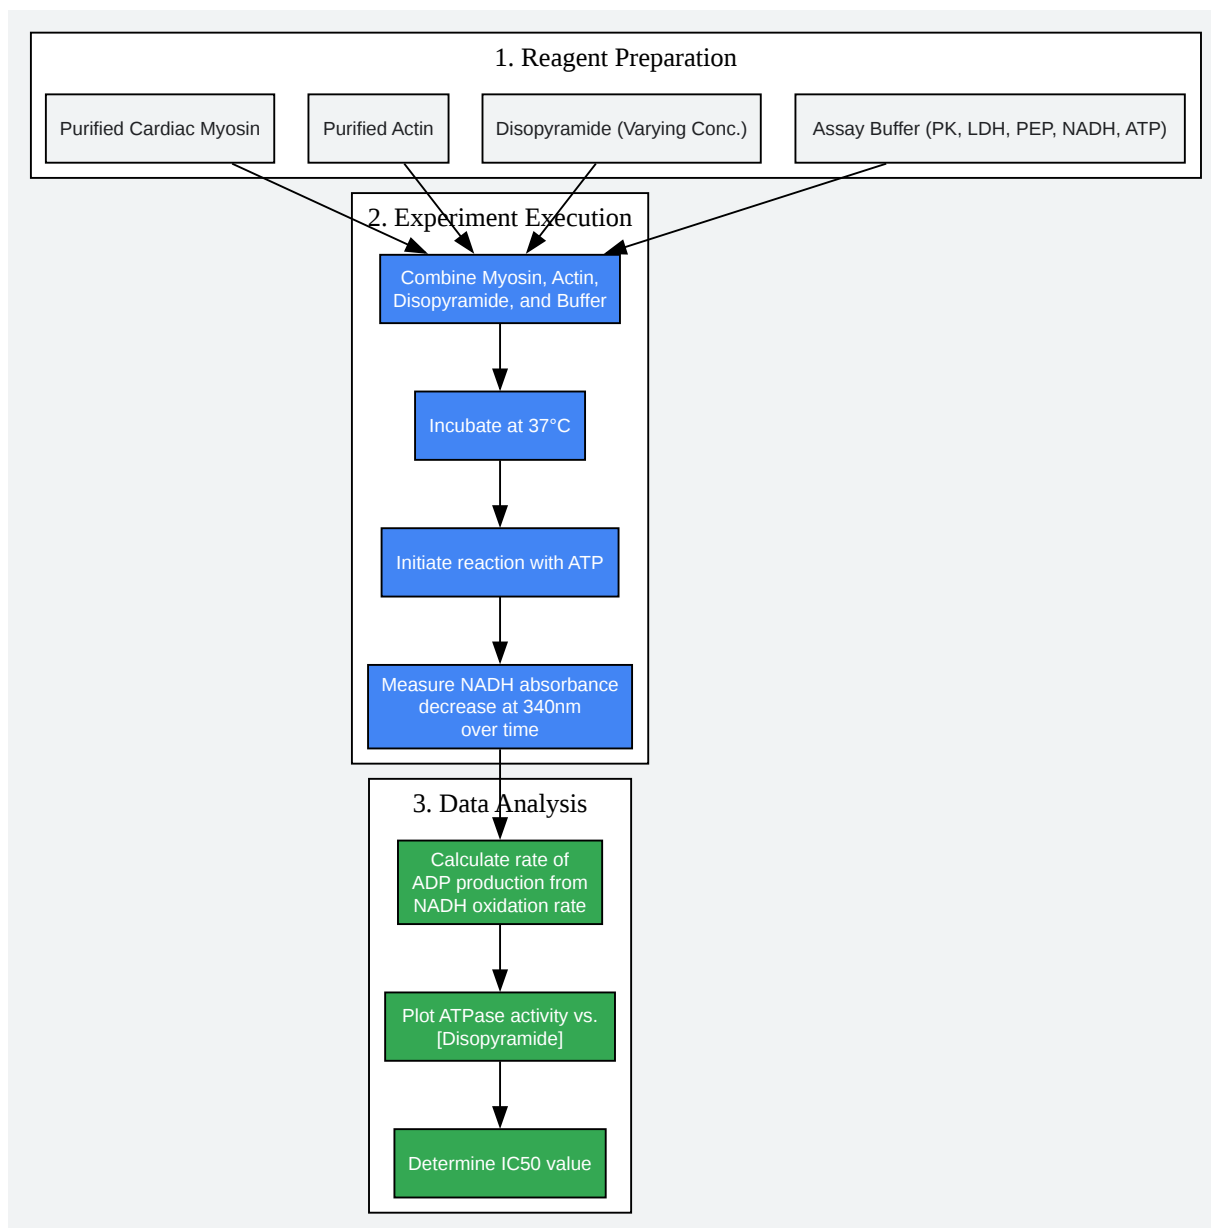 1. Reagent Preparation
Purified Cardiac Myosin
Purified Actin
Disopyramide (Varying Conc.)
Assay Buffer (PK, LDH, PEP, NADH, ATP)
2. Experiment Execution
Combine Myosin, Actin,
Disopyramide, and Buffer
Incubate at 37°C
Initiate reaction with ATP
Measure NADH absorbance
decrease at 340nm
over time
3. Data Analysis
Calculate rate of
ADP production from
NADH oxidation rate
Plot ATPase activity vs.
[Disopyramide]
Determine IC50 value